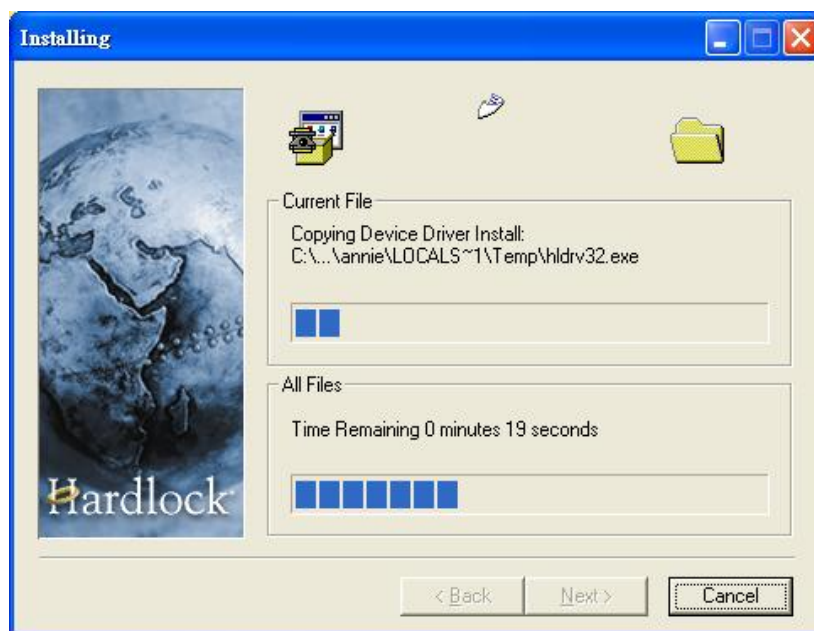 Installing
Current File
Copying Device Driver Install:
C:\...\annie\LOCALS~1\Temp\hldrv32.exe
All Files
Time Remaining 0 minutes 19 seconds
Hardlock
< Back
Next >
Cancel